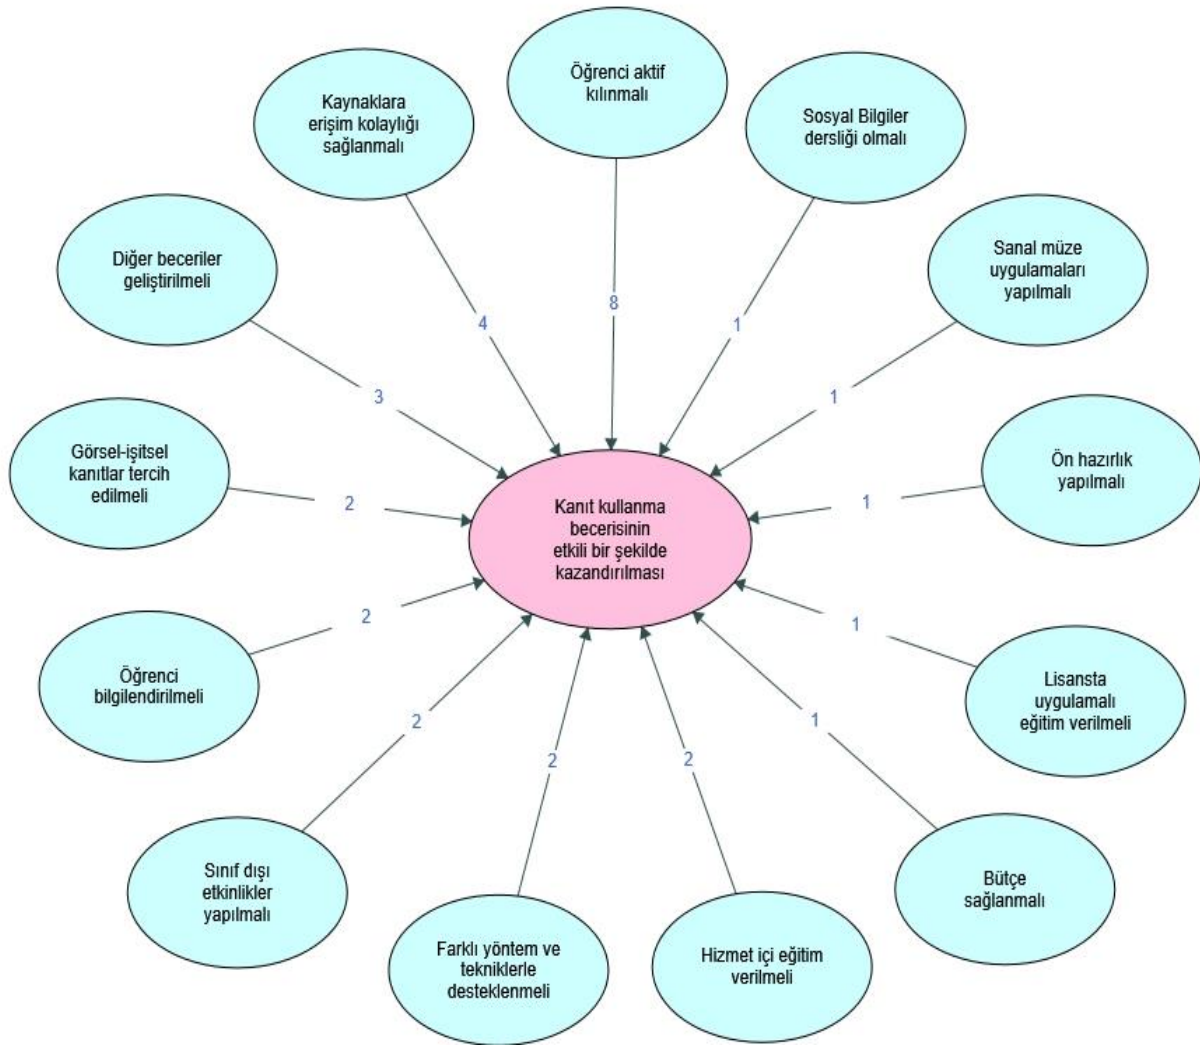 Öğrenci aktif
kılınmalı
Kaynaklara
erişim kolaylığı
sağlanmalı
Sosyal Bilgiler
dersliği olmalı
Diğer beceriler
geliştirilmeli
Sanal müze
uygulamaları
yapılmalı
8
4
1
3
1
Görsel-işitsel
kanıtlar tercih
edilmeli
Ön hazırlık
yapılmalı
2
1
Kanıt kullanma
becerisinin
etkili bir şekilde
kazandırılması
2
1
Öğrenci
bilgilendirilmeli
Lisansta
uygulamalı
eğitim verilmeli
2
1
2
2
Sınıf dışı
etkinlikler
yapılmalı
Bütçe
sağlanmalı
Farklı yöntem ve
tekniklerle
desteklenmeli
Hizmet içi eğitim
verilmeli